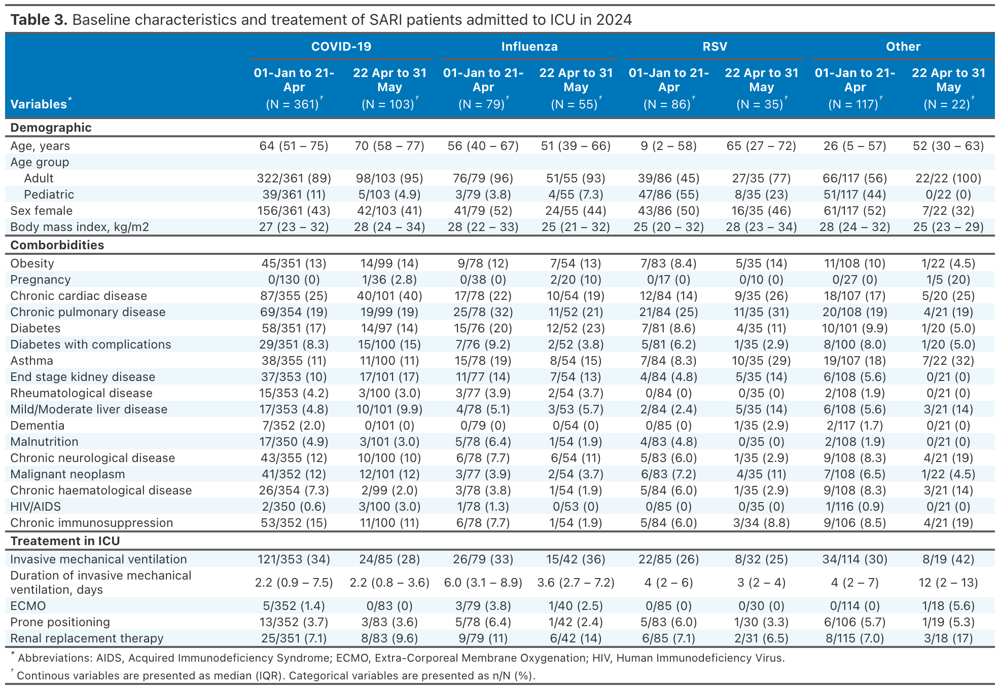 Table 3. Baseline characteristics and treatement of SARI patients admitted to ICU in 2024
COVID-19 Influenza RSV Other
01-Jan to 21- 22 Apr to 31 01-Jan to 21- 22 Apr to 31 01-Jan to 21- 22 Apr to 31 01-Jan to 21- 22 Apr to 31
Apr May Apr May Apr May Apr May
Variables* (N = 361)† (N = 103)† (N = 79)† (N = 55)† (N = 86)† (N = 35)† (N = 117)† (N = 22)†
Demographic
Age, years 64 (51 – 75) 70 (58 – 77) 56 (40 – 67) 51 (39 – 66) 9 (2 – 58) 65 (27 – 72) 26 (5 – 57) 52 (30 – 63)
Age group
Adult 322/361 (89) 98/103 (95) 76/79 (96) 51/55 (93) 39/86 (45) 27/35 (77) 66/117 (56) 22/22 (100)
Pediatric 39/361 (11) 5/103 (4.9) 3/79 (3.8) 4/55 (7.3) 47/86 (55) 8/35 (23) 51/117 (44) 0/22 (0)
Sex female 156/361 (43) 42/103 (41) 41/79 (52) 24/55 (44) 43/86 (50) 16/35 (46) 61/117 (52) 7/22 (32)
Body mass index, kg/m2 27 (23 – 32) 28 (24 – 34) 28 (22 – 33) 25 (21 – 32) 25 (20 – 32) 28 (23 – 34) 28 (24 – 32) 25 (23 – 29)
Comborbidities
Obesity 45/351 (13) 14/99 (14) 9/78 (12) 7/54 (13) 7/83 (8.4) 5/35 (14) 11/108 (10) 1/22 (4.5)
Pregnancy 0/130 (0) 1/36 (2.8) 0/38 (0) 2/20 (10) 0/17 (0) 0/10 (0) 0/27 (0) 1/5 (20)
Chronic cardiac disease 87/355 (25) 40/101 (40) 17/78 (22) 10/54 (19) 12/84 (14) 9/35 (26) 18/107 (17) 5/20 (25)
Chronic pulmonary disease 69/354 (19) 19/99 (19) 25/78 (32) 11/52 (21) 21/84 (25) 11/35 (31) 20/108 (19) 4/21 (19)
Diabetes 58/351 (17) 14/97 (14) 15/76 (20) 12/52 (23) 7/81 (8.6) 4/35 (11) 10/101 (9.9) 1/20 (5.0)
Diabetes with complications 29/351 (8.3) 15/100 (15) 7/76 (9.2) 2/52 (3.8) 5/81 (6.2) 1/35 (2.9) 8/100 (8.0) 1/20 (5.0)
Asthma 38/355 (11) 11/100 (11) 15/78 (19) 8/54 (15) 7/84 (8.3) 10/35 (29) 19/107 (18) 7/22 (32)
End stage kidney disease 37/353 (10) 17/101 (17) 11/77 (14) 7/54 (13) 4/84 (4.8) 5/35 (14) 6/108 (5.6) 0/21 (0)
Rheumatological disease 15/353 (4.2) 3/100 (3.0) 3/77 (3.9) 2/54 (3.7) 0/84 (0) 0/35 (0) 2/108 (1.9) 0/21 (0)
Mild/Moderate liver disease 17/353 (4.8) 10/101 (9.9) 4/78 (5.1) 3/53 (5.7) 2/84 (2.4) 5/35 (14) 6/108 (5.6) 3/21 (14)
Dementia 7/352 (2.0) 0/101 (0) 0/79 (0) 0/54 (0) 0/85 (0) 1/35 (2.9) 2/117 (1.7) 0/21 (0)
Malnutrition 17/350 (4.9) 3/101 (3.0) 5/78 (6.4) 1/54 (1.9) 4/83 (4.8) 0/35 (0) 2/108 (1.9) 0/21 (0)
Chronic neurological disease 43/355 (12) 10/100 (10) 6/78 (7.7) 6/54 (11) 5/83 (6.0) 1/35 (2.9) 9/108 (8.3) 4/21 (19)
Malignant neoplasm 41/352 (12) 12/101 (12) 3/77 (3.9) 2/54 (3.7) 6/83 (7.2) 4/35 (11) 7/108 (6.5) 1/22 (4.5)
Chronic haematological disease 26/354 (7.3) 2/99 (2.0) 3/78 (3.8) 1/54 (1.9) 5/84 (6.0) 1/35 (2.9) 9/108 (8.3) 3/21 (14)
HIV/AIDS 2/350 (0.6) 3/100 (3.0) 1/78 (1.3) 0/53 (0) 0/85 (0) 0/35 (0) 1/116 (0.9) 0/21 (0)
Chronic immunosuppression 53/352 (15) 11/100 (11) 6/78 (7.7) 1/54 (1.9) 5/84 (6.0) 3/34 (8.8) 9/106 (8.5) 4/21 (19)
Treatement in ICU
Invasive mechanical ventilation 121/353 (34) 24/85 (28) 26/79 (33) 15/42 (36) 22/85 (26) 8/32 (25) 34/114 (30) 8/19 (42)
Duration of invasive mechanical
ventilation, days 2.2 (0.9 – 7.5) 2.2 (0.8 – 3.6) 6.0 (3.1 – 8.9) 3.6 (2.7 – 7.2) 4 (2 – 6) 3 (2 – 4) 4 (2 – 7) 12 (2 – 13)
ECMO 5/352 (1.4) 0/83 (0) 3/79 (3.8) 1/40 (2.5) 0/85 (0) 0/30 (0) 0/114 (0) 1/18 (5.6)
Prone positioning 13/352 (3.7) 3/83 (3.6) 5/78 (6.4) 1/42 (2.4) 5/83 (6.0) 1/30 (3.3) 6/106 (5.7) 1/19 (5.3)
Renal replacement therapy 25/351 (7.1) 8/83 (9.6) 9/79 (11) 6/42 (14) 6/85 (7.1) 2/31 (6.5) 8/115 (7.0) 3/18 (17)
* Abbreviations: AIDS, Acquired Immunodeficiency Syndrome; ECMO, Extra-Corporeal Membrane Oxygenation; HIV, Human Immunodeficiency Virus.
† Continous variables are presented as median (IQR). Categorical variables are presented as n/N (%).